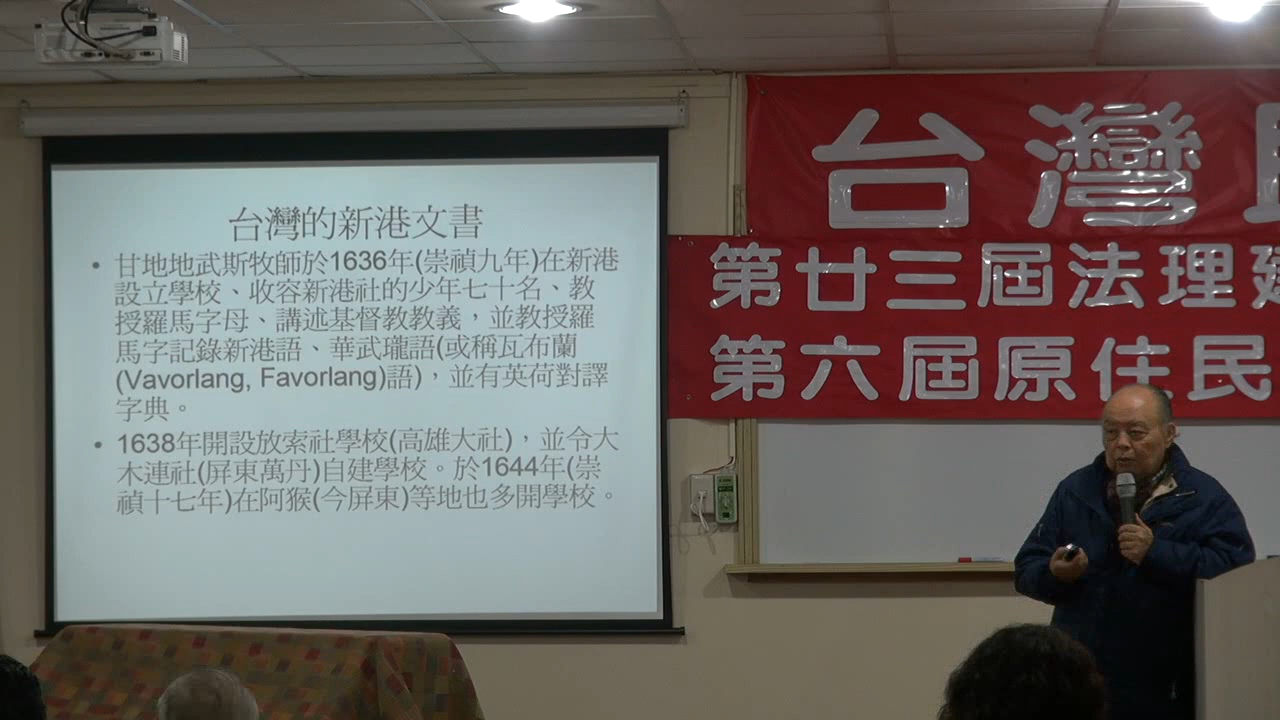 台灣的新港文書
• 甘地地武斯牧師於1636年(崇禎九年)在新港
設立學校、收容新港社的少年七十名、教
授羅馬字母、講述基督教教義，並教授羅
馬字記錄新港語、華武瓏語(或稱瓦布蘭
(Vavorlang, Favorlang)語)，並有英荷對譯
字典。
• 1638年開設放索社學校(高雄大社)，並令大
木連社(屏東萬丹)自建學校。於1644年(崇
禎十七年)在阿猴(今屏東)等地也多開學校。
台灣
第廿三屆法理建
第六屆原住民